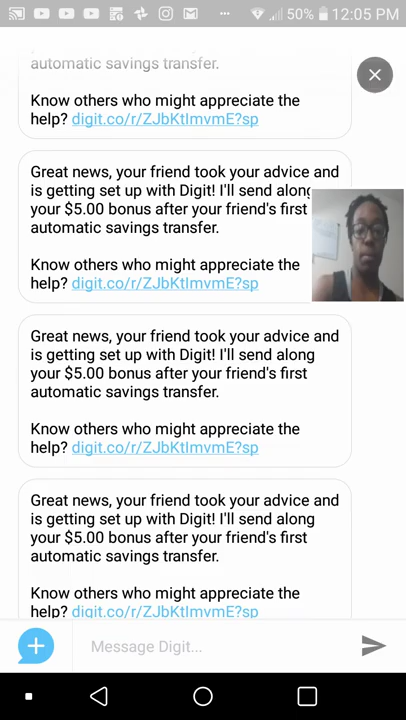 50% 12:05 PM
automatic savings transfer.
Know others who might appreciate the
help? digit.co/r/ZJbKtImvmE?sp
Great news, your friend took your advice and
is getting set up with Digit! I'll send along
your $5.00 bonus after your friend's first
automatic savings transfer.
Know others who might appreciate the
help? digit.co/r/ZJbKtImvmE?sp
Great news, your friend took your advice and
is getting set up with Digit! I'll send along
your $5.00 bonus after your friend's first
automatic savings transfer.
Know others who might appreciate the
help? digit.co/r/ZJbKtImvmE?sp
Great news, your friend took your advice and
is getting set up with Digit! I'll send along
your $5.00 bonus after your friend's first
automatic savings transfer.
Know others who might appreciate the
help? digit.co/r/ZJbKtImvmE?sp
Message Digit...